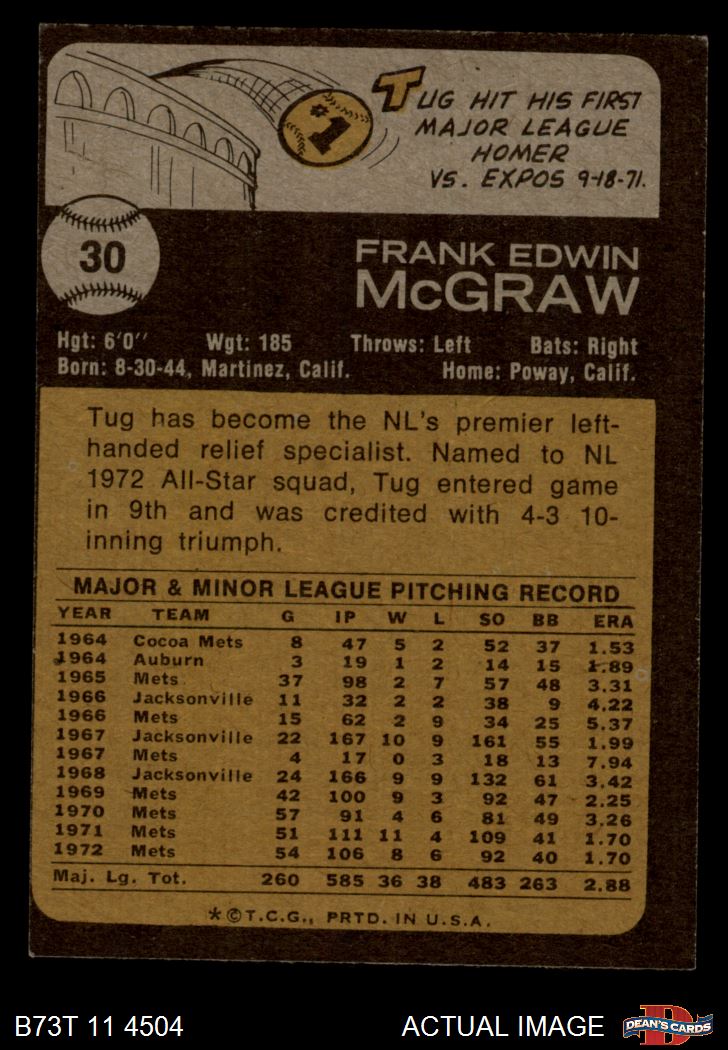 #1
TUG HIT HIS FIRST
MAJOR LEAGUE
HOMER
VS. EXPOS 9-18-71.
30
FRANK EDWIN
McGRAW
Hgt: 6'0" Wgt: 185 Throws: Left Bats: Right
Born: 8-30-44, Martinez, Calif. Home: Poway, Calif.
Tug has become the NL's premier left-
handed relief specialist. Named to NL
1972 All-Star squad, Tug entered game
in 9th and was credited with 4-3 10-
inning triumph.
MAJOR & MINOR LEAGUE PITCHING RECORD
YEAR TEAM G IP W L SO BB ERA
1964 Cocoa Mets 8 47 5 2 52 37 1.53
1964 Auburn 3 19 1 2 14 15 1.89
1965 Mets 37 98 2 7 57 48 3.31
1966 Jacksonville 11 32 2 2 38 9 4.22
1966 Mets 15 62 2 9 34 25 5.37
1967 Jacksonville 22 167 10 9 161 55 1.99
1967 Mets 4 17 0 3 18 13 7.94
1968 Jacksonville 24 166 9 9 132 61 3.42
1969 Mets 42 100 9 3 92 47 2.25
1970 Mets 57 91 4 6 81 49 3.26
1971 Mets 51 111 11 4 109 41 1.70
1972 Mets 54 106 8 6 92 40 1.70
Maj. Lg. Tot. 260 585 36 38 483 263 2.88
*©T.C.G., PRTD. IN U.S.A.
B73T 11 4504 ACTUAL IMAGE DEAN'S CARDS